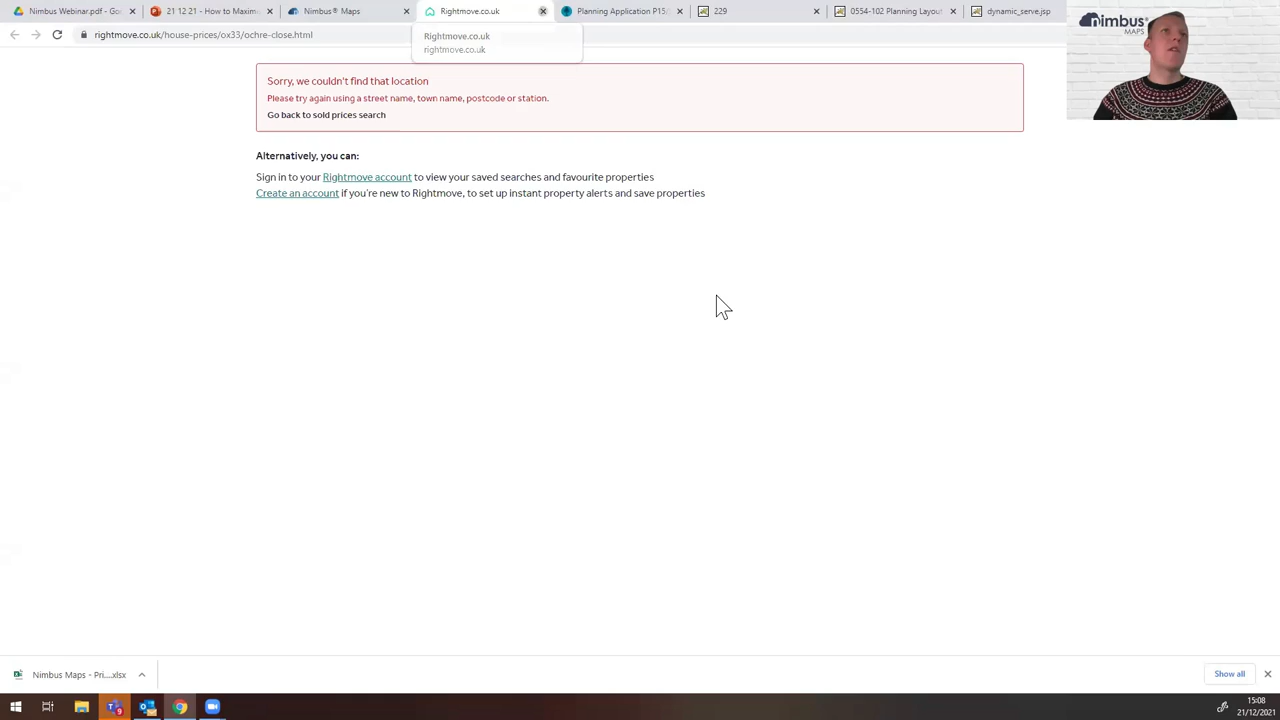 Nimbus Webinar.pdf - Goo
21 12 21 - How to Maxim
Nimbus® Maps
Rightmove.co.uk
Planning Application P15/
229
0554-102 Planning Layout
dynamic_serve.jsp
rightmove.co.uk/house-prices/ox33/ochre-close.html
Rightmove.co.uk
rightmove.co.uk
nimbus®
MAPS
Sorry, we couldn't find that location
Please try again using a street name, town name, postcode or station.
Go back to sold prices search
Alternatively, you can:
Sign in to your Rightmove account to view your saved searches and favourite properties
Create an account if you're new to Rightmove, to set up instant property alerts and save properties
Nimbus Maps - Pri....xlsx
Show all
9
15:08
21/12/2021